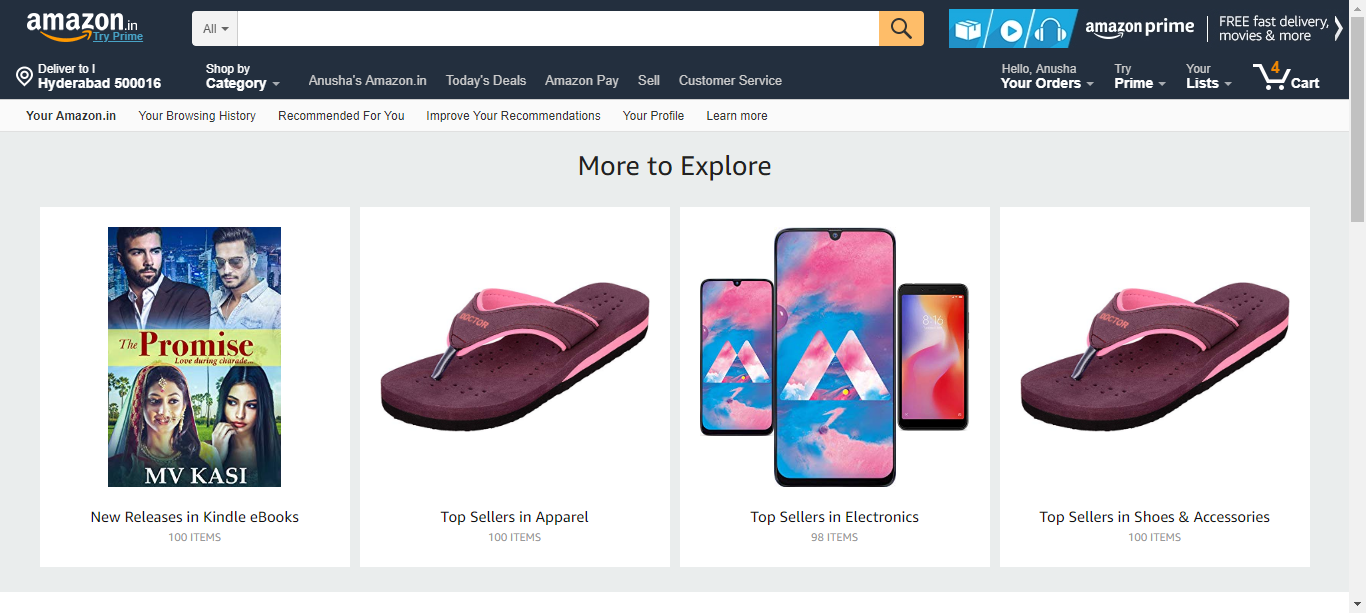 amazon.in
Try Prime
All
amazon prime
FREE fast delivery,
movies & more
Deliver to I
Hyderabad 500016
Shop by
Category
Anusha's Amazon.in
Today's Deals
Amazon Pay
Sell
Customer Service
Hello, Anusha
Your Orders
Try
Prime
Your
Lists
4
Cart
Your Amazon.in
Your Browsing History
Recommended For You
Improve Your Recommendations
Your Profile
Learn more
More to Explore
The Promise
Love during charade...
MV KASI
DOCTOR
8:16
DOCTOR
New Releases in Kindle eBooks
100 ITEMS
Top Sellers in Apparel
100 ITEMS
Top Sellers in Electronics
98 ITEMS
Top Sellers in Shoes & Accessories
100 ITEMS